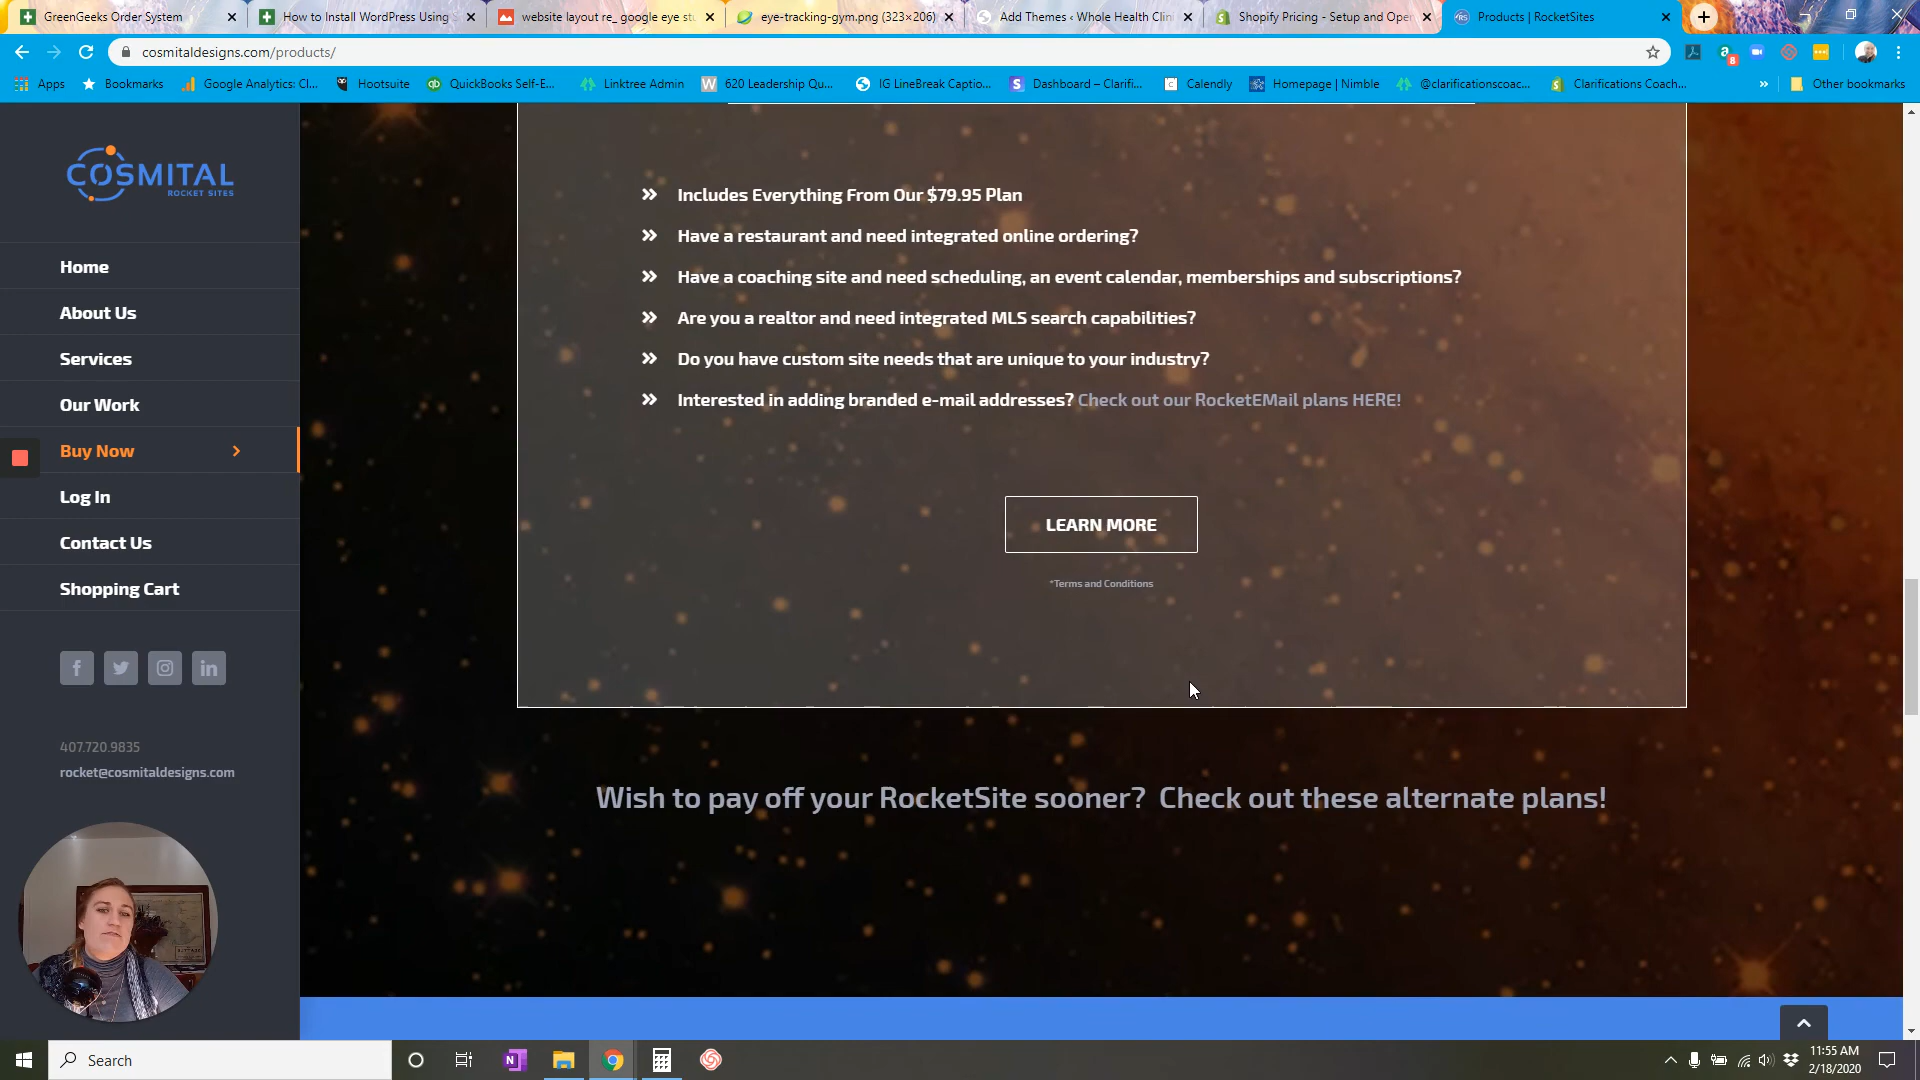 GreenGeeks Order System
How to Install WordPress Using S
website layout re_ google eye stu
eye-tracking-gym.png (323×206)
Add Themes ‹ Whole Health Clini
Shopify Pricing - Setup and Open
Products | RocketSites
cosmitaldesigns.com/products/
8
Apps
Bookmarks
Google Analytics: Cl...
Hootsuite
QuickBooks Self-E...
Linktree Admin
620 Leadership Qu...
IG LineBreak Captio...
Dashboard – Clarifi...
Calendly
Homepage | Nimble
@clarificationscoac...
Clarifications Coach...
»
Other bookmarks
COSMITAL
ROCKET SITES
Home
About Us
Services
Our Work
Buy Now
Log In
Contact Us
Shopping Cart
407.720.9835
rocket@cosmitaldesigns.com
Includes Everything From Our $79.95 Plan
Have a restaurant and need integrated online ordering?
Have a coaching site and need scheduling, an event calendar, memberships and subscriptions?
Are you a realtor and need integrated MLS search capabilities?
Do you have custom site needs that are unique to your industry?
Interested in adding branded e-mail addresses? Check out our RocketEMail plans HERE!
LEARN MORE
*Terms and Conditions
Wish to pay off your RocketSite sooner? Check out these alternate plans!
Search
11:55 AM
2/18/2020